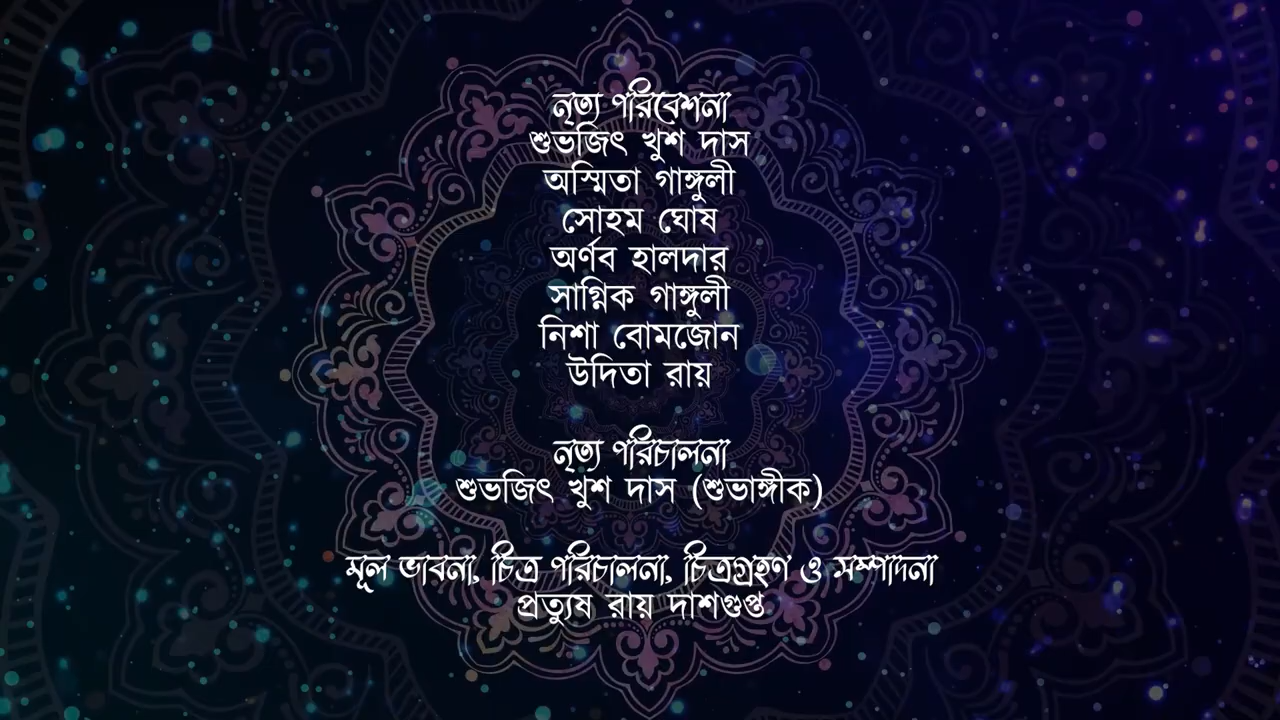 নৃত্য পরিবেশনা
শুভজিৎ খুশ দাস
অস্মিতা গাঙ্গুলী
সোহম ঘোষ
অর্ণব হালদার
সাগ্নিক গাঙ্গুলী
নিশা বোমজোন
উদিতা রায়
নৃত্য পরিচালনা
শুভজিৎ খুশ দাস (শুভাঙ্গীক)
মূল ভাবনা, চিত্র পরিচালনা, চিত্রগ্রহণ ও সম্পাদনা
প্রত্যুষ রায় দাশগুপ্ত